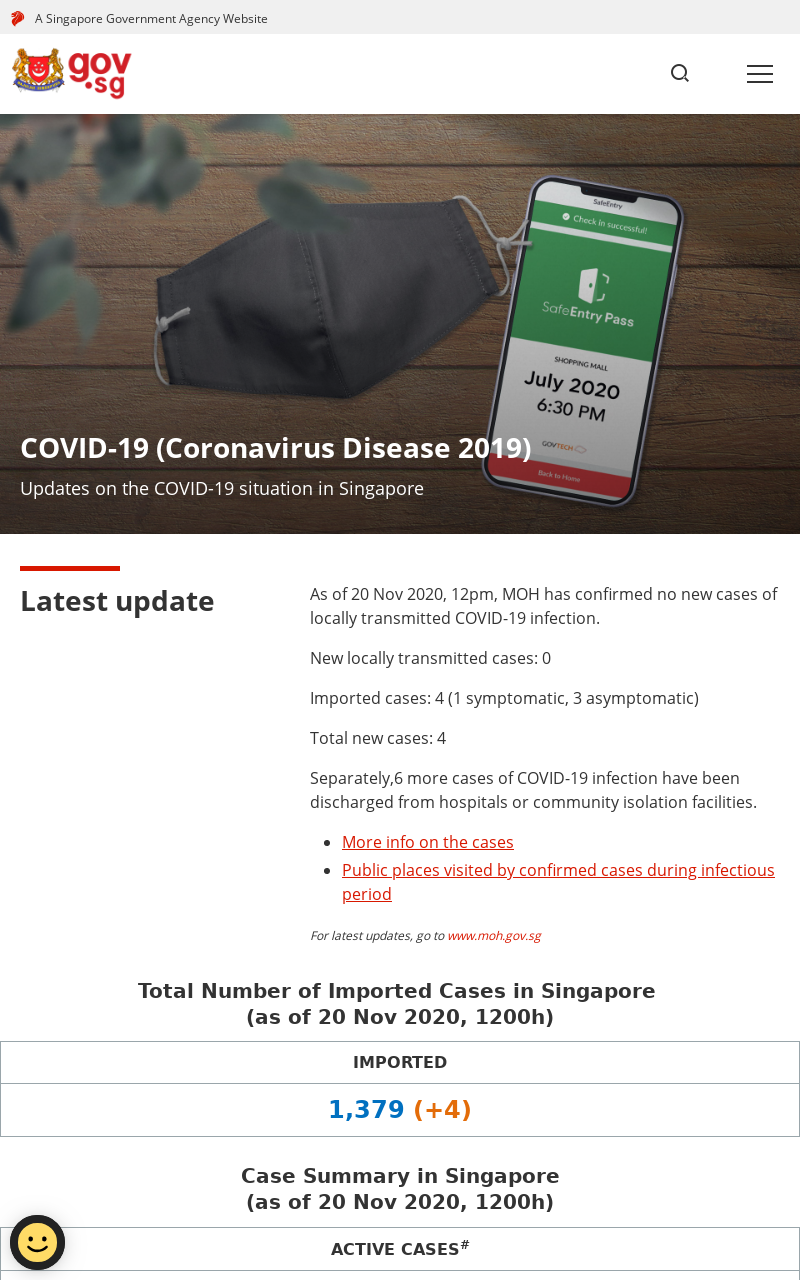 A Singapore Government Agency Website
gov
.sg
SafeEntry
Check in successful!
SafeEntry Pass
SHOPPING MALL
July 2020
6:30 PM
GOVTECH
Back to Home
COVID-19 (Coronavirus Disease 2019)
Updates on the COVID-19 situation in Singapore
Latest update
As of 20 Nov 2020, 12pm, MOH has confirmed no new cases of
locally transmitted COVID-19 infection.
New locally transmitted cases: 0
Imported cases: 4 (1 symptomatic, 3 asymptomatic)
Total new cases: 4
Separately,6 more cases of COVID-19 infection have been
discharged from hospitals or community isolation facilities.
More info on the cases
Public places visited by confirmed cases during infectious
period
For latest updates, go to www.moh.gov.sg
Total Number of Imported Cases in Singapore
(as of 20 Nov 2020, 1200h)
IMPORTED
1,379 (+4)
Case Summary in Singapore
(as of 20 Nov 2020, 1200h)
ACTIVE CASES#